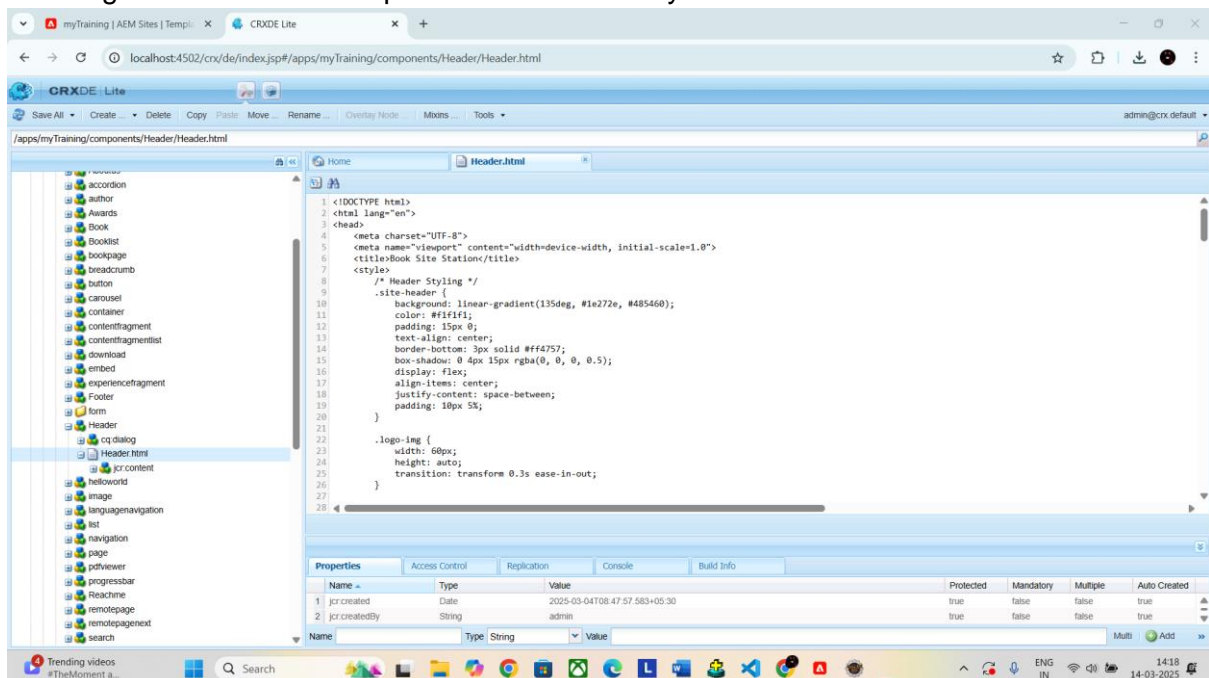 myTraining | AEM Sites | Templ
CRXDE Lite
localhost:4502/crx/de/index.jsp#/apps/myTraining/components/Header/Header.html
CRXDE Lite
Save All Create ... Delete Copy Paste Move ... Rename ... Overlay Node ... Mixins ... Tools admin@crx.default
/apps/myTraining/components/Header/Header.html
Home Header.html
accordion
author
Awards
Book
Booklist
bookpage
breadcrumb
button
carousel
container
contentfragment
contentfragmentlist
download
embed
experiencefragment
Footer
form
Header
cq:dialog
Header.html
jcr:content
helloworld
image
languagenavigation
list
navigation
page
pdfviewer
progressbar
Reachme
remotepage
remotepagenext
search
1 <!DOCTYPE html>
2 <html lang="en">
3 <head>
4 <meta charset="UTF-8">
5 <meta name="viewport" content="width=device-width, initial-scale=1.0">
6 <title>Book Site Station</title>
7 <style>
8 /* Header Styling */
9 .site-header {
10 background: linear-gradient(135deg, #1e272e, #485460);
11 color: #f1f1f1;
12 padding: 15px 0;
13 text-align: center;
14 border-bottom: 3px solid #ff4757;
15 box-shadow: 0 4px 15px rgba(0, 0, 0, 0.5);
16 display: flex;
17 align-items: center;
18 justify-content: space-between;
19 padding: 10px 5%;
20 }
21
22 .logo-img {
23 width: 60px;
24 height: auto;
25 transition: transform 0.3s ease-in-out;
26 }
27
28
Properties Access Control Replication Console Build Info
Name Type Value Protected Mandatory Multiple Auto Created
1 jcr:created Date 2025-03-04T08:47:57.583+05:30 true false false true
2 jcr:createdBy String admin true false false true
Name Type String Value Multi Add
4 Trending videos
#TheMoment a...
Search
ENG
IN
14:18
14-03-2025